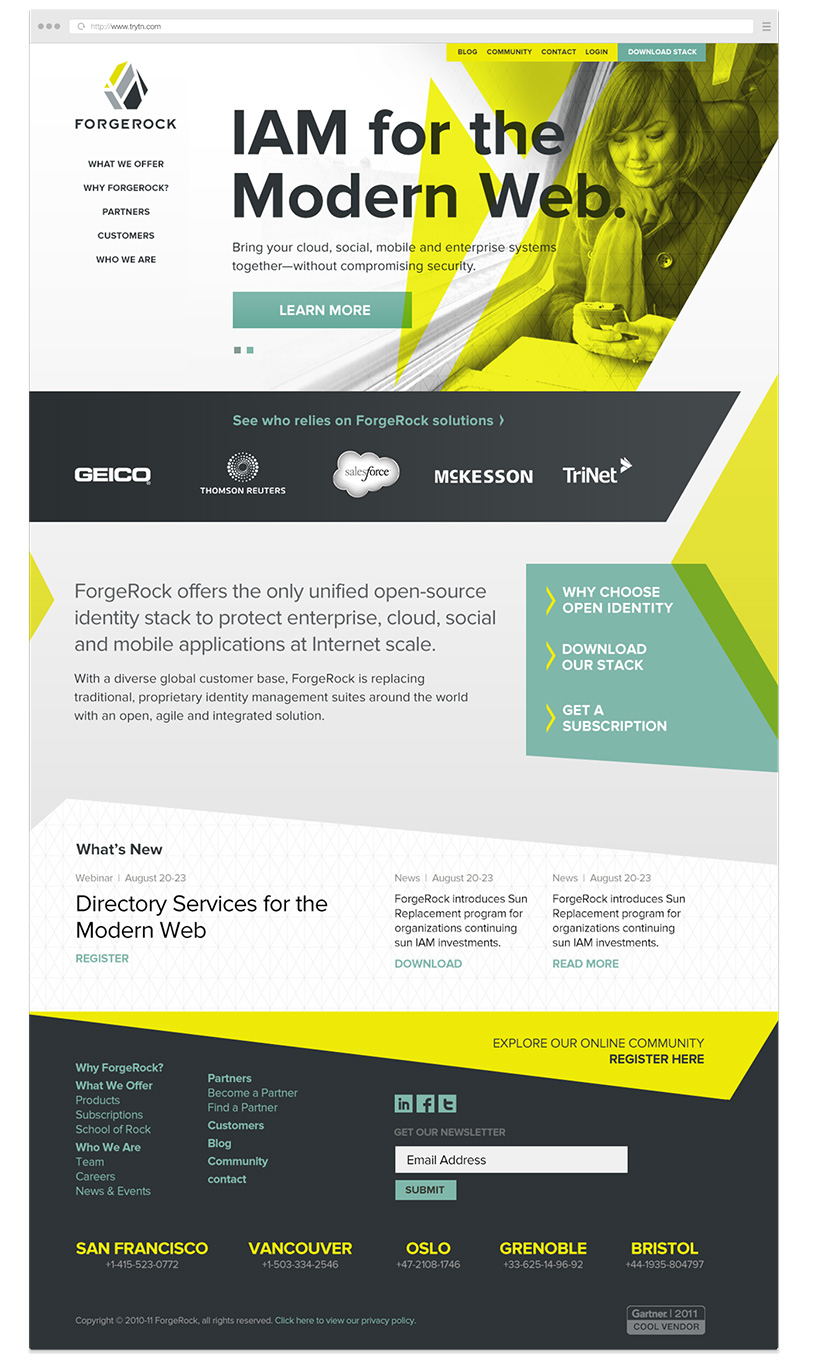 http://www.trytn.com
BLOG COMMUNITY CONTACT LOGIN DOWNLOAD STACK
FORGEROCK
WHAT WE OFFER
WHY FORGEROCK?
PARTNERS
CUSTOMERS
WHO WE ARE
IAM for the
Modern Web.
Bring your cloud, social, mobile and enterprise systems
together—without compromising security.
LEARN MORE
See who relies on ForgeRock solutions
GEICO
THOMSON REUTERS
salesforce
McKESSON
TriNet
ForgeRock offers the only unified open-source
identity stack to protect enterprise, cloud, social
and mobile applications at Internet scale.
With a diverse global customer base, ForgeRock is replacing
traditional, proprietary identity management suites around the world
with an open, agile and integrated solution.
WHY CHOOSE
OPEN IDENTITY
DOWNLOAD
OUR STACK
GET A
SUBSCRIPTION
What's New
Webinar | August 20-23
Directory Services for the
Modern Web
REGISTER
News | August 20-23
ForgeRock introduces Sun
Replacement program for
organizations continuing
sun IAM investments.
DOWNLOAD
News | August 20-23
ForgeRock introduces Sun
Replacement program for
organizations continuing
sun IAM investments.
READ MORE
EXPLORE OUR ONLINE COMMUNITY
REGISTER HERE
Why ForgeRock?
What We Offer
Products
Subscriptions
School of Rock
Who We Are
Team
Careers
News & Events
Partners
Become a Partner
Find a Partner
Customers
Blog
Community
contact
in f t
GET OUR NEWSLETTER
Email Address
SUBMIT
SAN FRANCISCO
+1-415-523-0772
VANCOUVER
+1-503-334-2546
OSLO
+47-2108-1746
GRENOBLE
+33-625-14-96-92
BRISTOL
+44-1935-804797
Copyright © 2010-11 ForgeRock, all rights reserved. Click here to view our privacy policy.
Gartner | 2011
COOL VENDOR